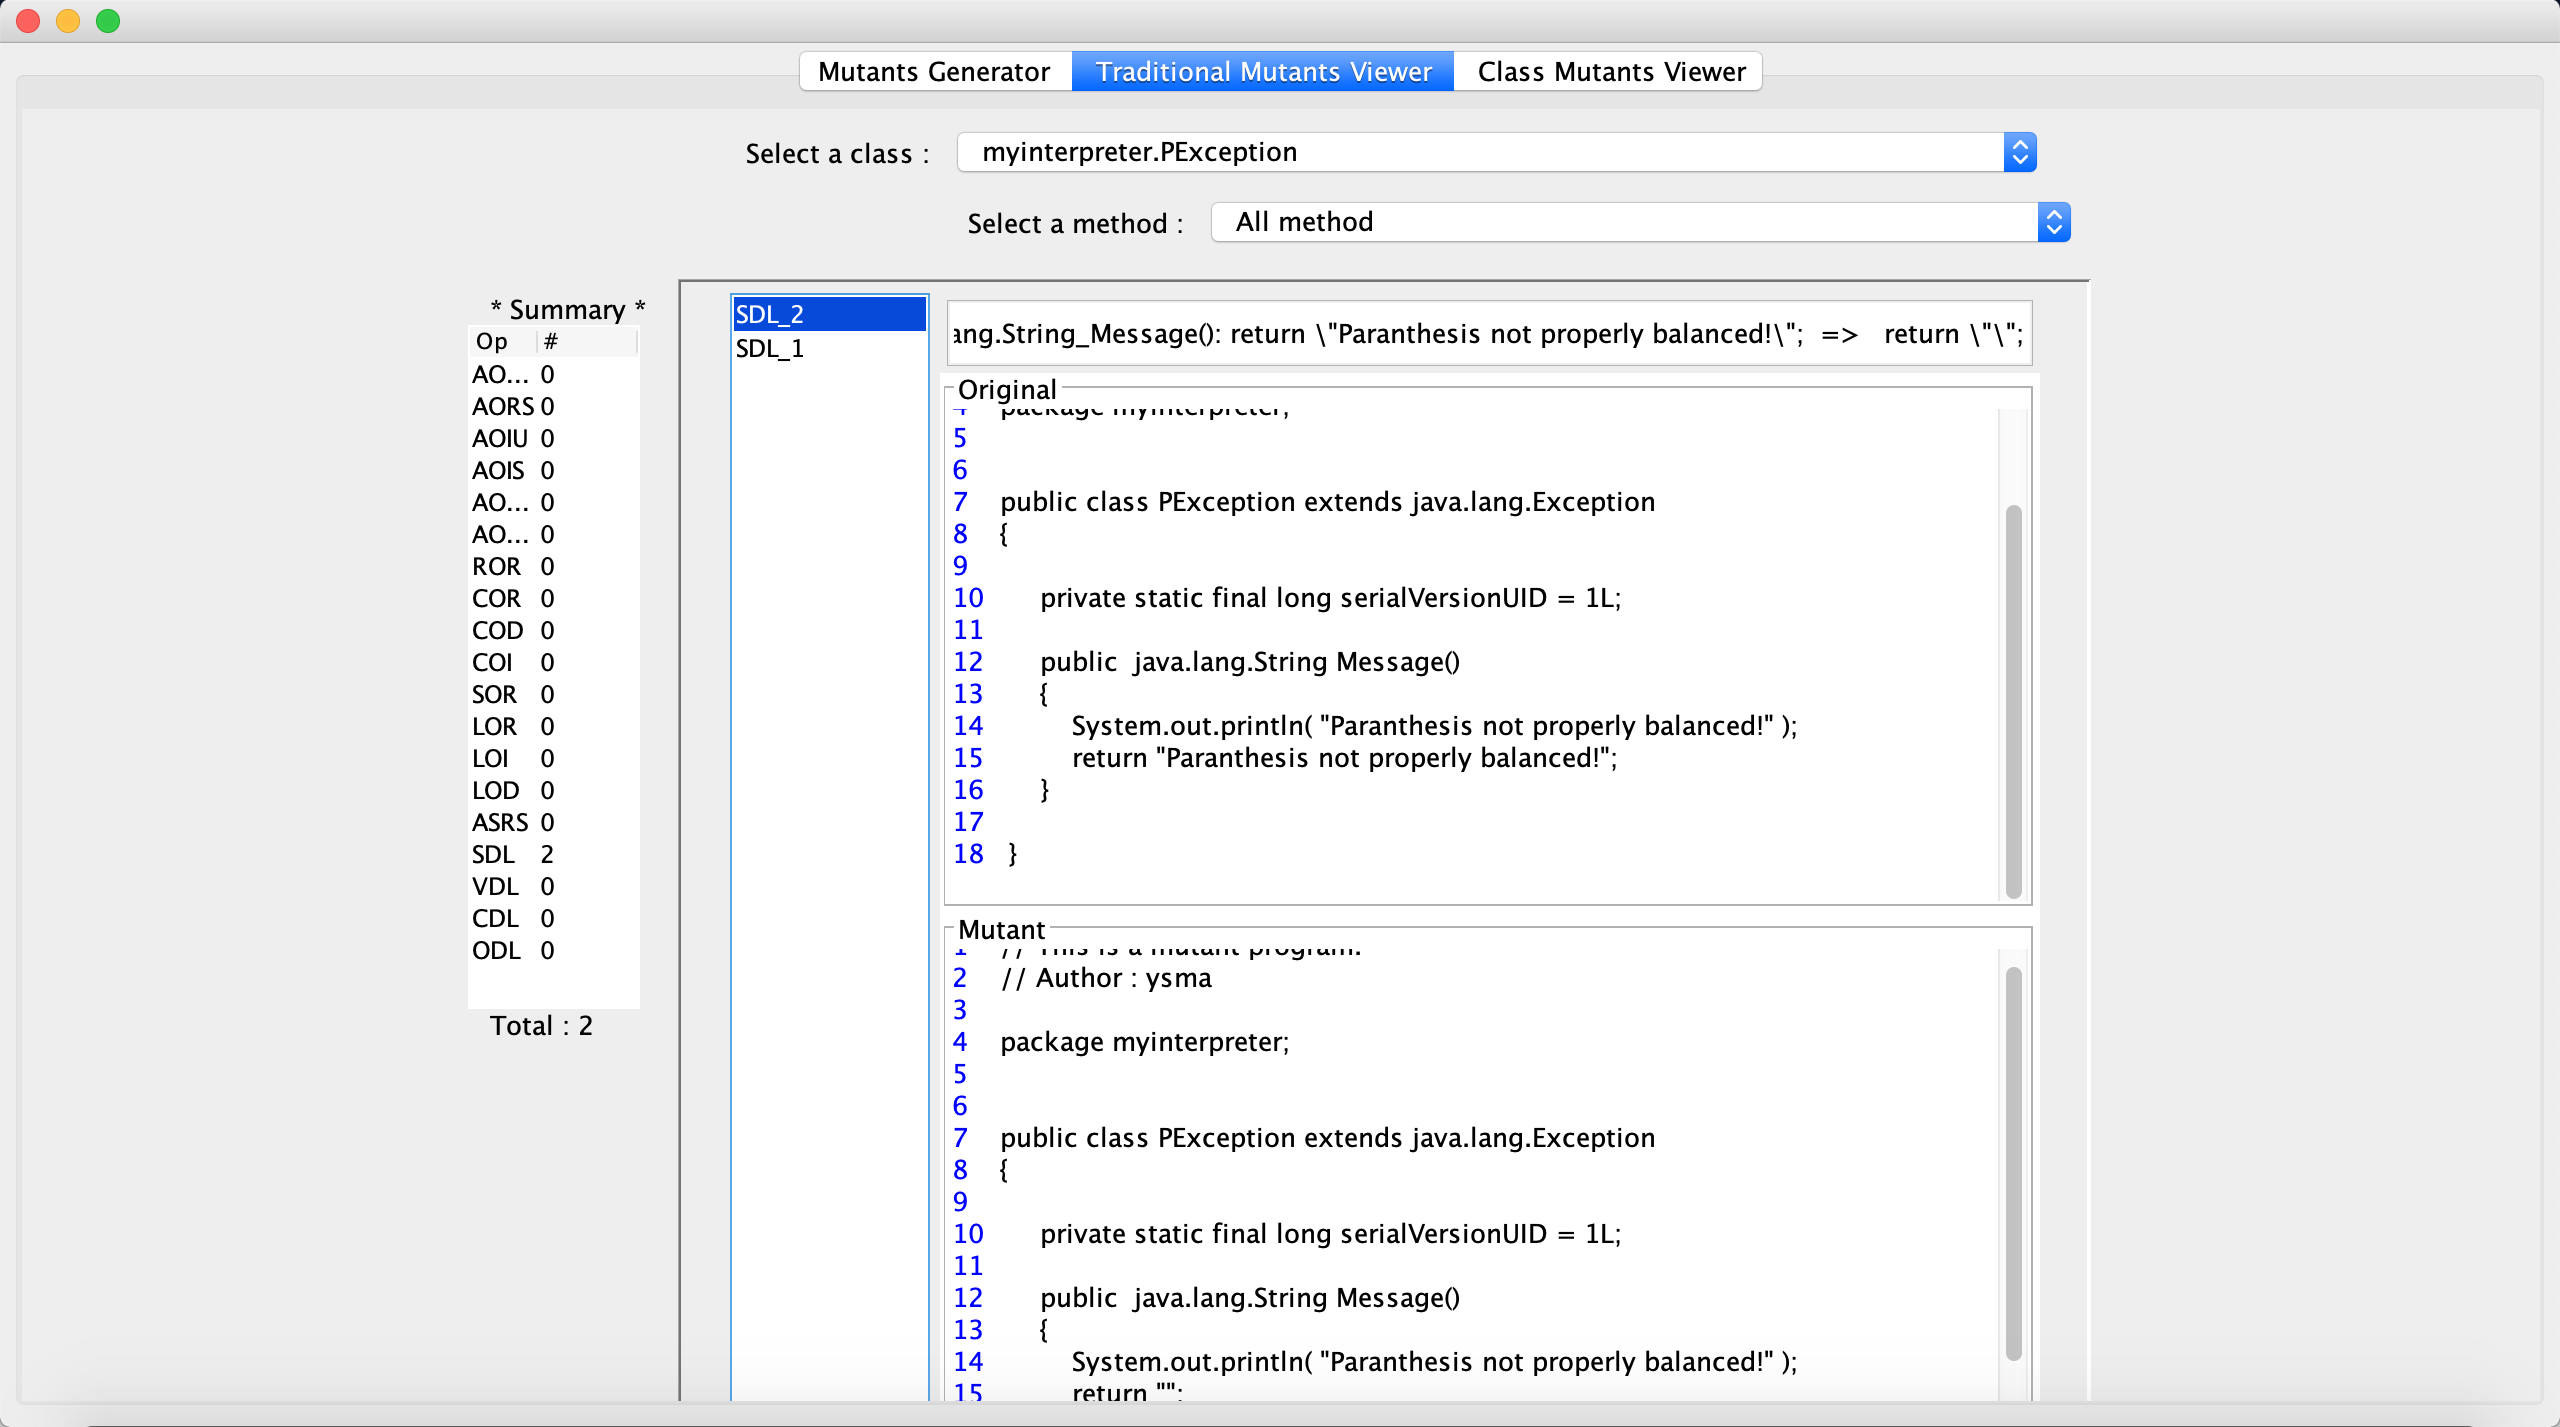 Mutants Generator Traditional Mutants Viewer Class Mutants Viewer
Select a class : myinterpreter.PException
Select a method : All method
* Summary *
Op #
AO... 0
AORS 0
AOIU 0
AOIS 0
AO... 0
AO... 0
ROR 0
COR 0
COD 0
COI 0
SOR 0
LOR 0
LOI 0
LOD 0
ASRS 0
SDL 2
VDL 0
CDL 0
ODL 0
Total : 2
SDL_2
SDL_1
ang.String_Message(): return \"Paranthesis not properly balanced!\"; => return \"\";
Original
4 package myinterpreter;
5
6
7 public class PException extends java.lang.Exception
8 {
9
10 private static final long serialVersionUID = 1L;
11
12 public java.lang.String Message()
13 {
14 System.out.println( "Paranthesis not properly balanced!" );
15 return "Paranthesis not properly balanced!";
16 }
17
18 }
Mutant
1 // This is a mutant program.
2 // Author : ysma
3
4 package myinterpreter;
5
6
7 public class PException extends java.lang.Exception
8 {
9
10 private static final long serialVersionUID = 1L;
11
12 public java.lang.String Message()
13 {
14 System.out.println( "Paranthesis not properly balanced!" );
15 return "";